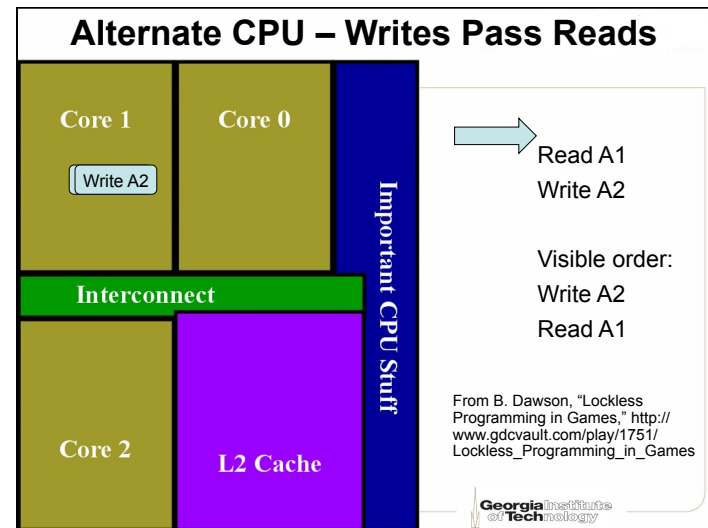 Alternate CPU – Writes Pass Reads
Core 1
Core 0
Write A2
Important CPU Stuff
Interconnect
Core 2
L2 Cache
Read A1
Write A2
Visible order:
Write A2
Read A1
From B. Dawson, “Lockless
Programming in Games,” http://
www.gdcvault.com/play/1751/
Lockless_Programming_in_Games
Georgia Institute
of Technology